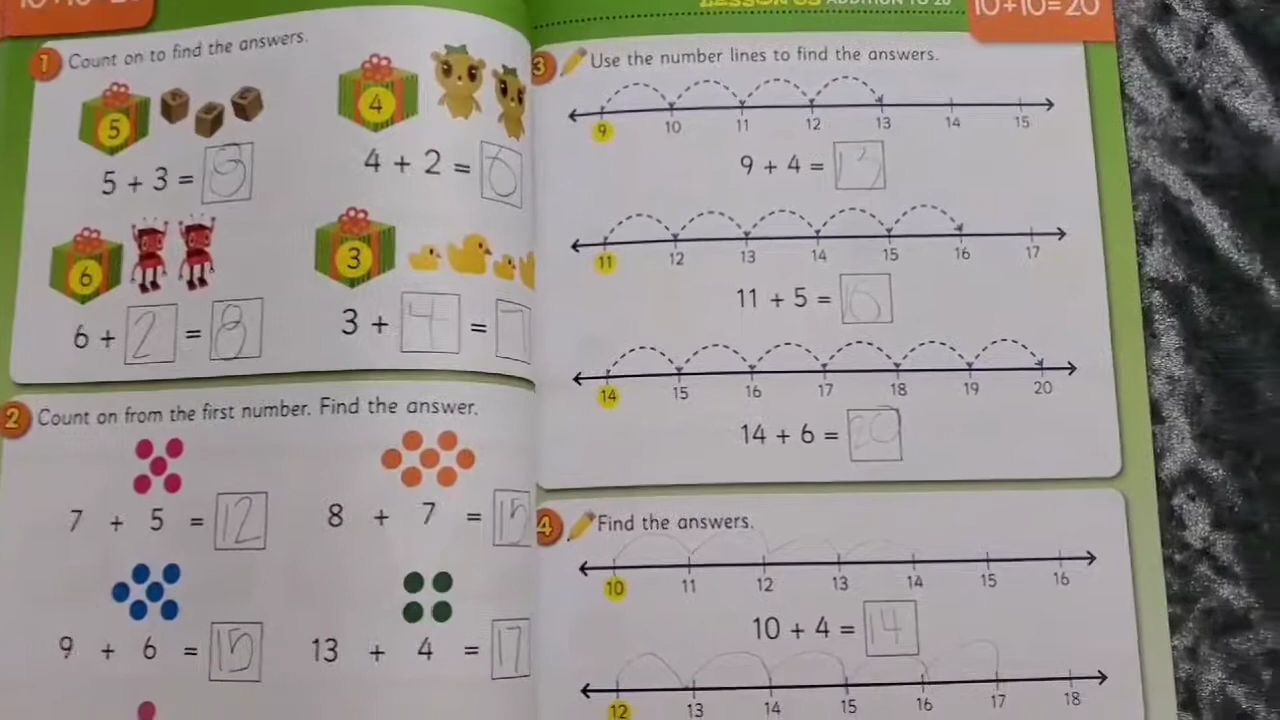 LESSON 03 ADDITION TO 20
10+10=20
1 Count on to find the answers.
5
4
5 + 3 = 8
4 + 2 = 6
6
3
6 + 2 = 8
3 + 4 = 7
2 Count on from the first number. Find the answer.
7 + 5 = 12
8 + 7 = 15
9 + 6 = 15
13 + 4 = 17
3 Use the number lines to find the answers.
9 10 11 12 13 14 15
9 + 4 = 13
11 12 13 14 15 16 17
11 + 5 = 16
14 15 16 17 18 19 20
14 + 6 = 20
4 Find the answers.
10 11 12 13 14 15 16
10 + 4 = 14
12 13 14 15 16 17 18